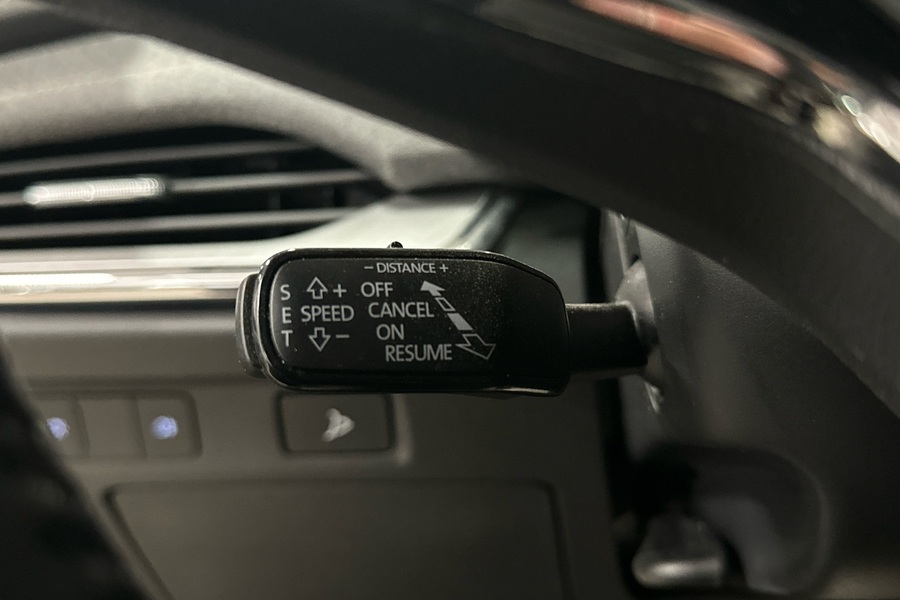 – DISTANCE +
S + OFF
E SPEED CANCEL
T – ON
RESUME